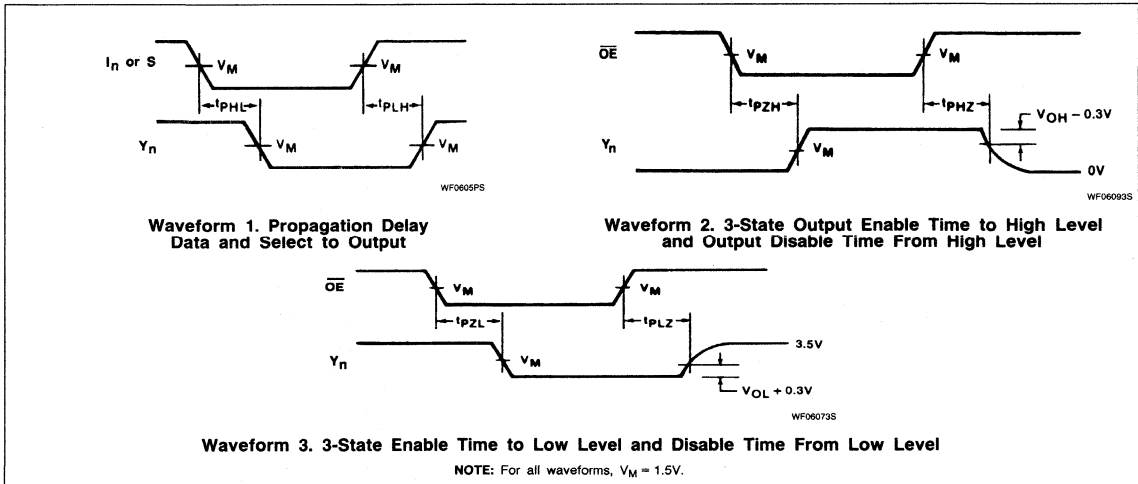 In or S
VM
VM
tPHL
tPLH
Yn
VM
VM
WF0605PS
Waveform 1. Propagation Delay
Data and Select to Output
OE
VM
VM
tPZH
tPHZ
VOH – 0.3V
Yn
VM
0V
WF06093S
Waveform 2. 3-State Output Enable Time to High Level
and Output Disable Time From High Level
OE
VM
VM
tPZL
tPLZ
3.5V
Yn
VM
VOL + 0.3V
WF06073S
Waveform 3. 3-State Enable Time to Low Level and Disable Time From Low Level
NOTE: For all waveforms, VM = 1.5V.